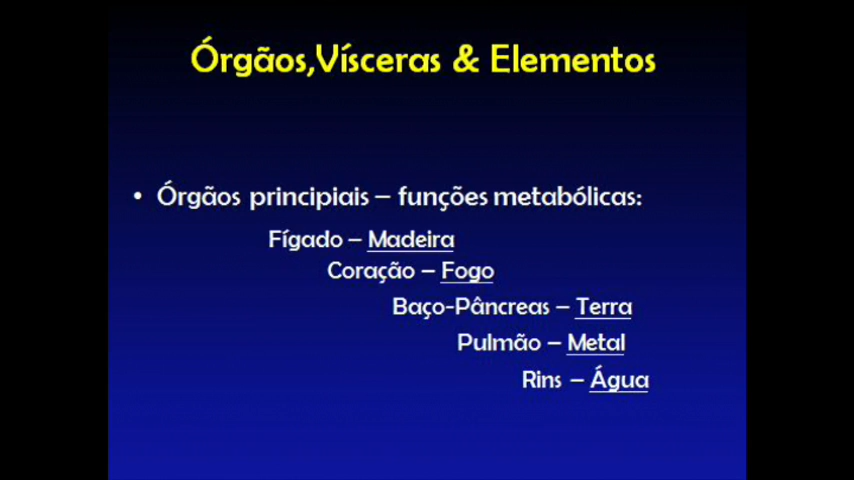 Órgãos,Vísceras & Elementos
• Órgãos principiais – funções metabólicas:
Fígado – Madeira
Coração – Fogo
Baço-Pâncreas – Terra
Pulmão – Metal
Rins – Água